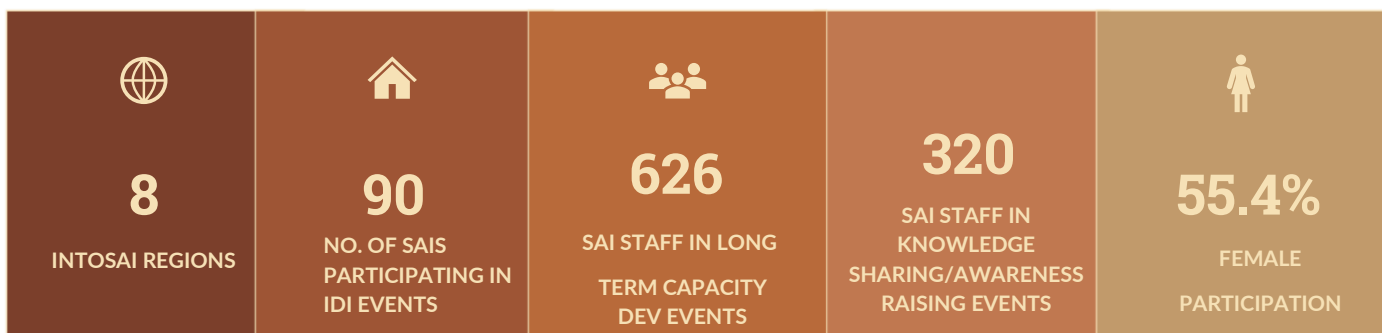 8
INTOSAI REGIONS
90
NO. OF SAIS
PARTICIPATING IN
IDI EVENTS
626
SAI STAFF IN LONG
TERM CAPACITY
DEV EVENTS
320
SAI STAFF IN
KNOWLEDGE
SHARING/AWARENESS
RAISING EVENTS
55.4%
FEMALE
PARTICIPATION